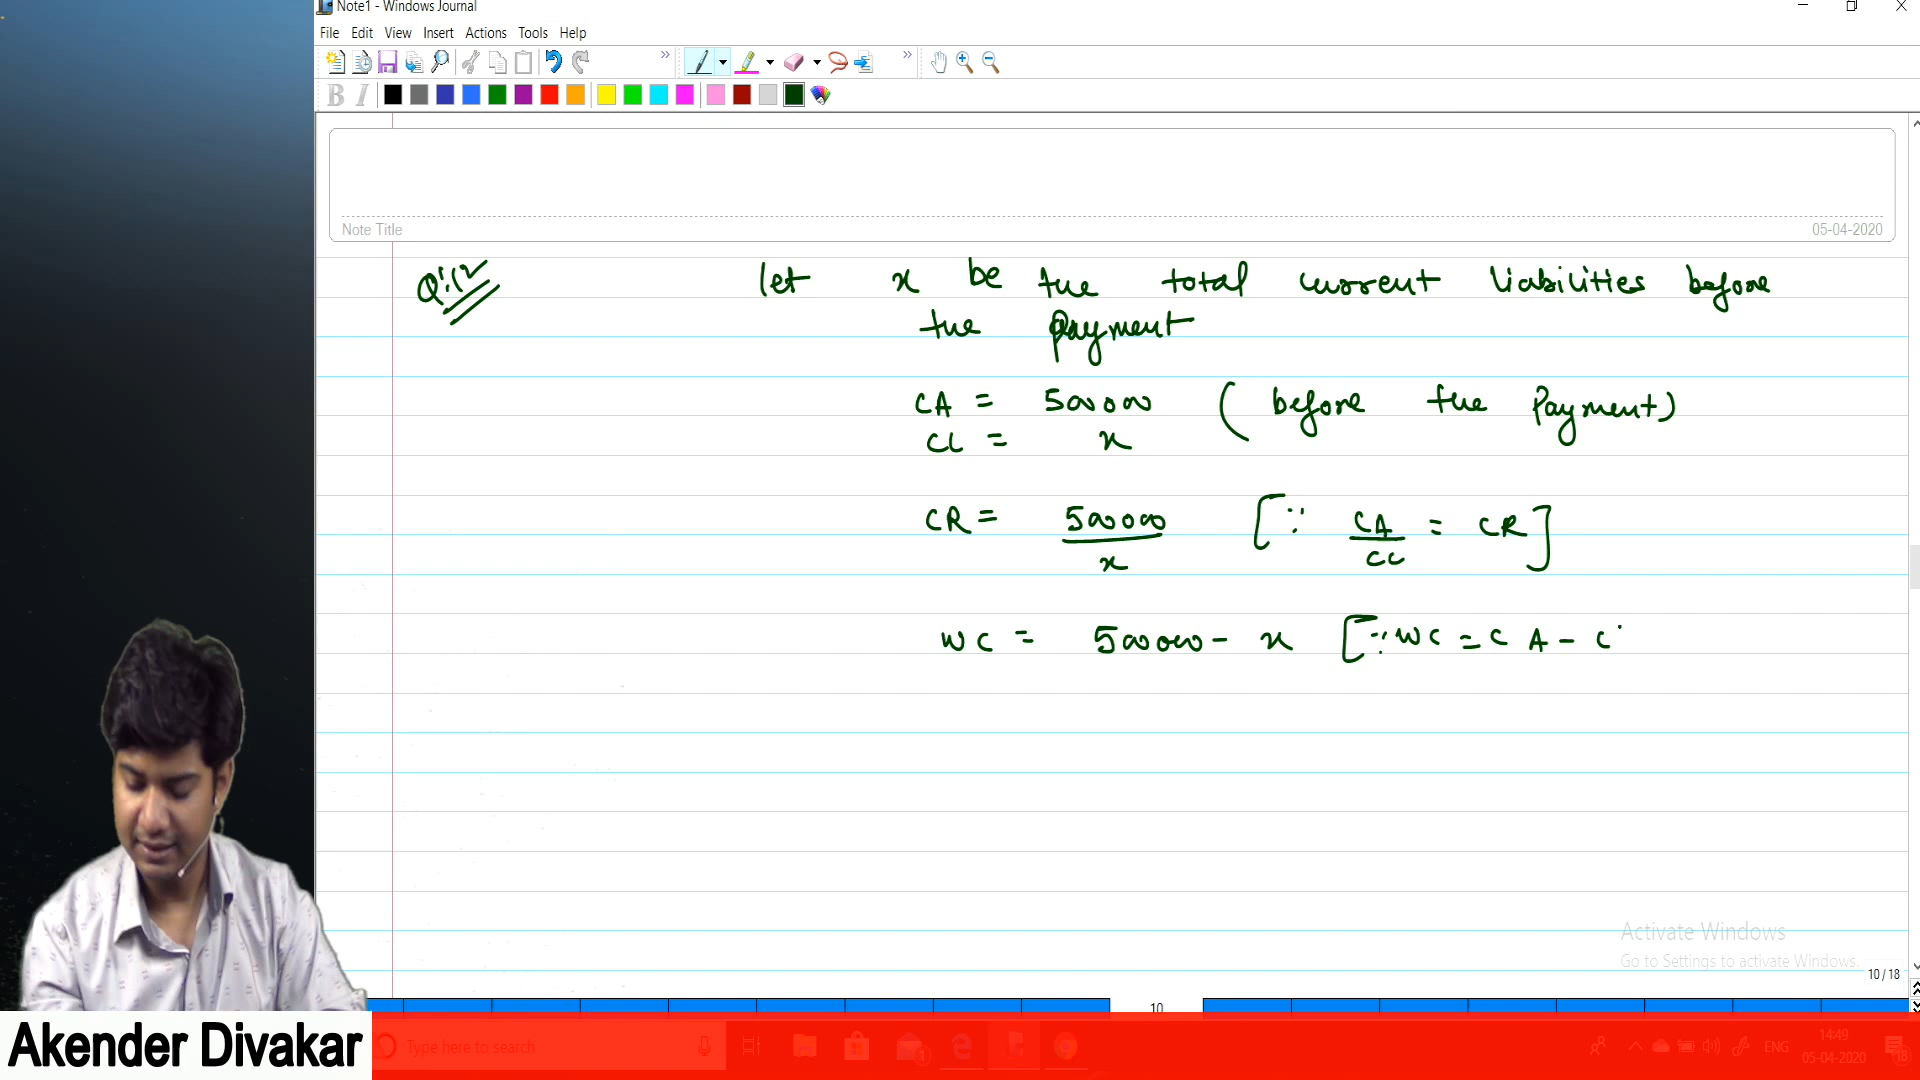 Note1 - Windows Journal
File Edit View Insert Actions Tools Help
B I
Note Title 05-04-2020
Q.12 let x be the total current liabilities before
the payment
CA = 500000 ( before the Payment)
CL = x
CR = 500000 / x [∵ CA / CL = CR]
WC = 500000 - x [∵ WC = C A - C
Activate Windows
Go to Settings to activate Windows.
10 / 18
10
Akender Divakar
Type here to search
1
ENG
14:49
05-04-2020
18